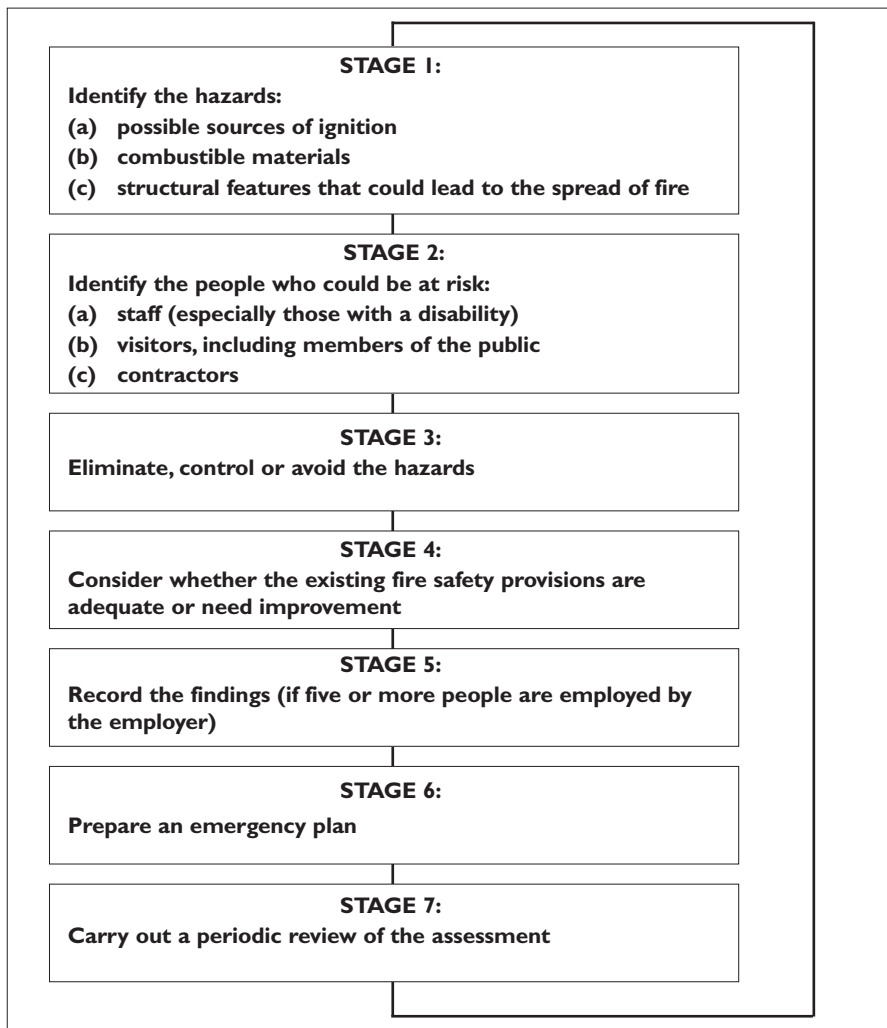 STAGE 1:
Identify the hazards:
(a) possible sources of ignition
(b) combustible materials
(c) structural features that could lead to the spread of fire
STAGE 2:
Identify the people who could be at risk:
(a) staff (especially those with a disability)
(b) visitors, including members of the public
(c) contractors
STAGE 3:
Eliminate, control or avoid the hazards
STAGE 4:
Consider whether the existing fire safety provisions are
adequate or need improvement
STAGE 5:
Record the findings (if five or more people are employed by
the employer)
STAGE 6:
Prepare an emergency plan
STAGE 7:
Carry out a periodic review of the assessment